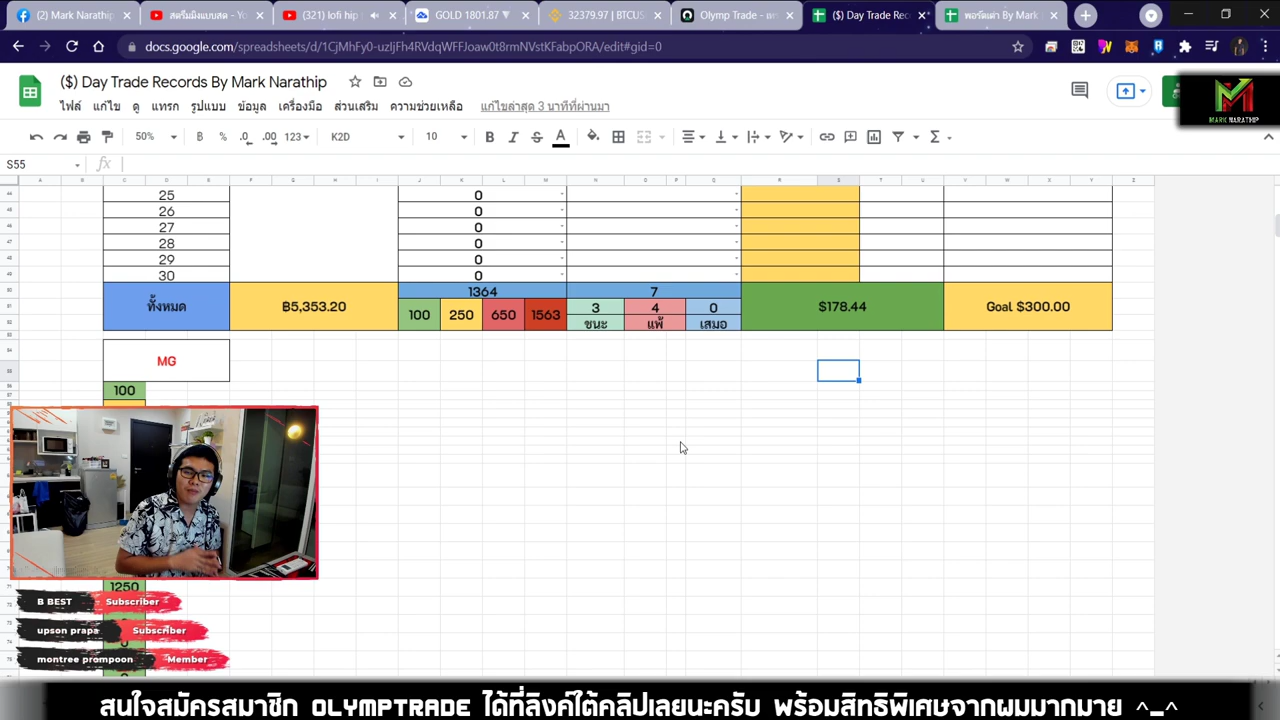 (2) Mark Narathip
สตรีมมิงแบบสด - Yo
(321) lofi hip
GOLD 1801.87
32379.97 | BTCUS
Olymp Trade - เท
($) Day Trade Reco
พอร์ตเต่า By Mark
docs.google.com/spreadsheets/d/1CjMhFy0-uzIjFh4RVdqWFFJoaw0t8rmNVstKFabpORA/edit#gid=0
($) Day Trade Records By Mark Narathip
ไฟล์ แก้ไข ดู แทรก รูปแบบ ข้อมูล เครื่องมือ ส่วนเสริม ความช่วยเหลือ แก้ไขล่าสุด 3 นาทีที่ผ่านมา
MARK NARATHIP
50% ฿ % .0 .00 123 K2D 10 B I S A
S55 fx
25 0
26 0
27 0
28 0
29 0
30 0
ทั้งหมด ฿5,353.20 1364 7 $178.44 Goal $300.00
100 250 650 1563 3 4 0
ชนะ แพ้ เสมอ
MG
100
1250
B BEST Subscriber
upson praps Subscriber
montree prompoon Member
สนใจสมัครสมาชิก OLYMPTRADE ได้ที่ลิงค์ใต้คลิปเลยนะครับ พร้อมสิทธิพิเศษจากผมมากมาย ^_^